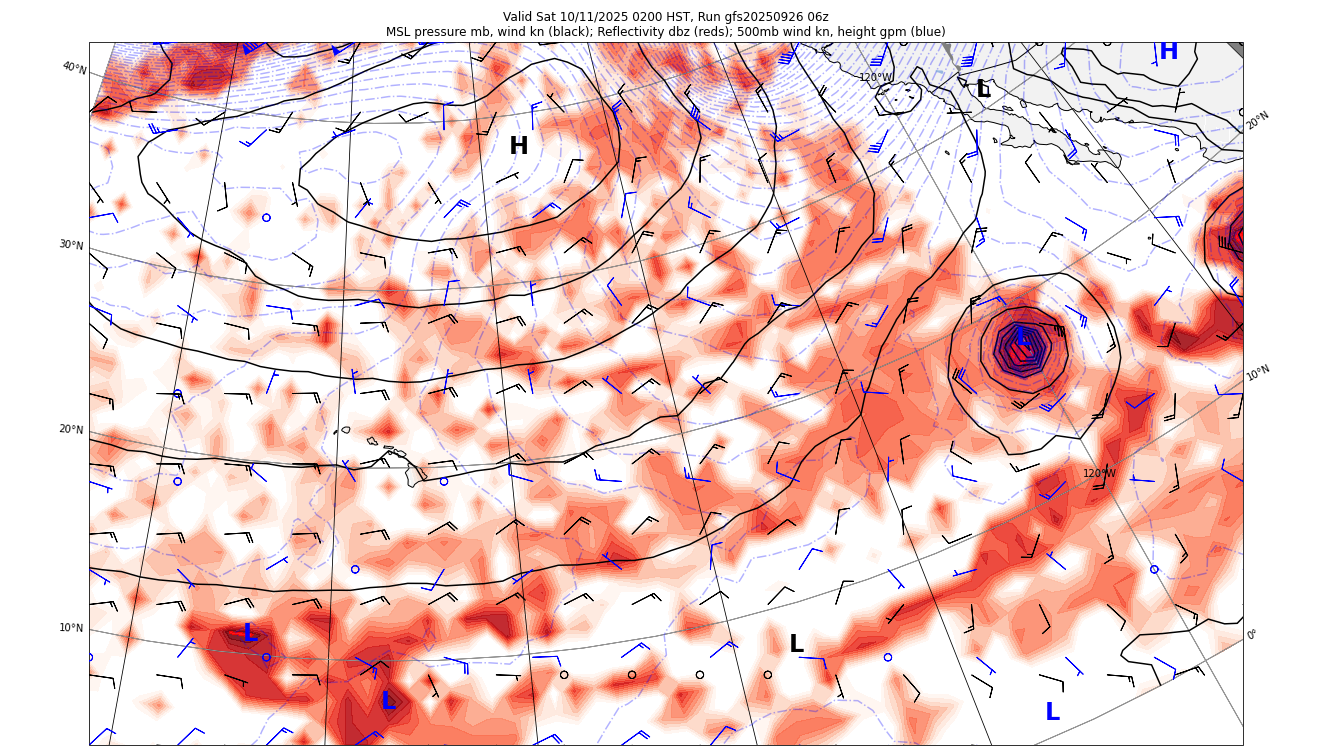 Valid Sat 10/11/2025 0200 HST, Run gfs20250926 06z
MSL pressure mb, wind kn (black); Reflectivity dbz (reds); 500mb wind kn, height gpm (blue)
H
40°N
120°W
L
20°N
H
30°N
L
10°N
20°N
120°W
10°N
L
L
0°
L
L